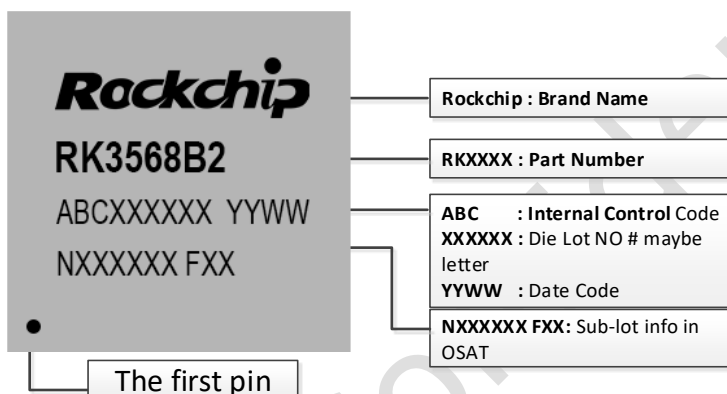 Rockchip
RK3568B2
ABCXXXXXX YYWW
NXXXXXX FXX
The first pin
Rockchip : Brand Name
RKXXXX : Part Number
ABC : Internal Control Code
XXXXXX : Die Lot NO # maybe
letter
YYWW : Date Code
NXXXXXX FXX: Sub-lot info in
OSAT